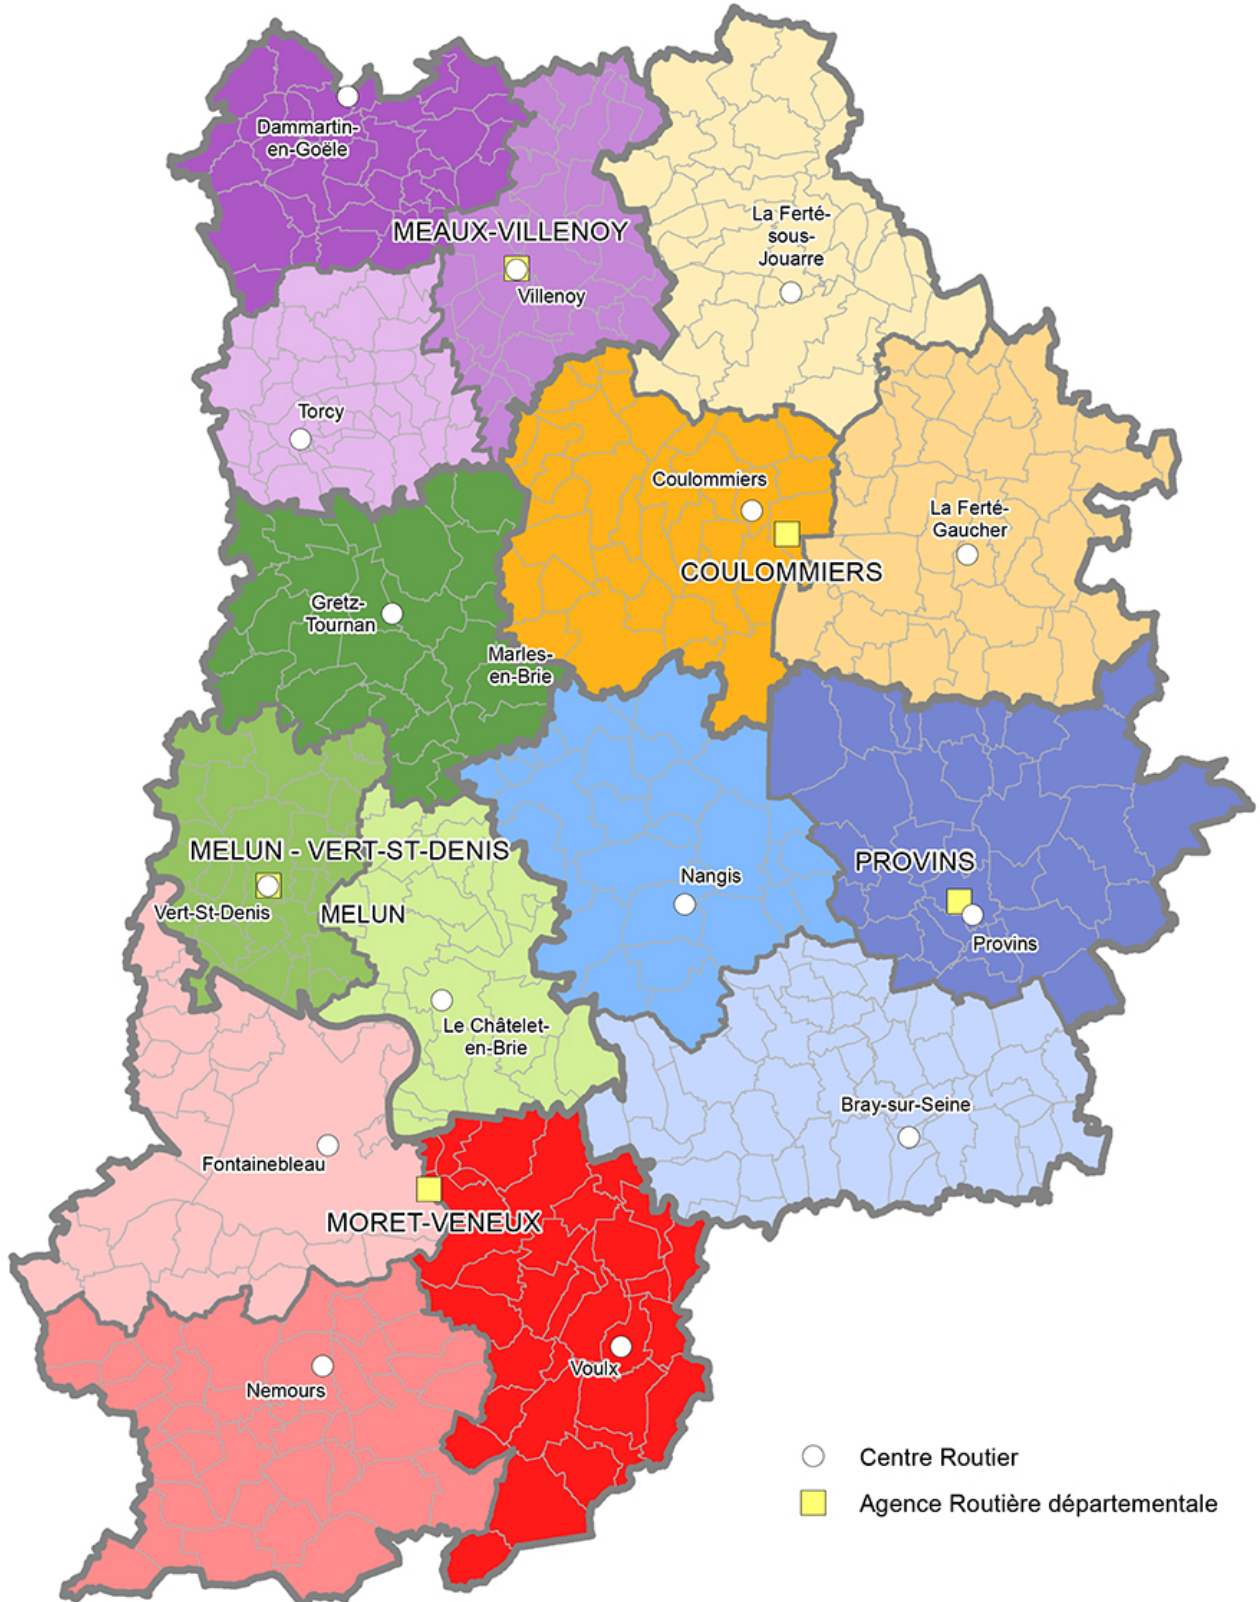 Dammartin-
en-Goële
La Ferté-
sous-
Jouarre
MEAUX-VILLENOY
Villenoy
Torcy
Coulommiers
La Ferté-
Gaucher
COULOMMIERS
Gretz-
Tournan
Marles-
en-Brie
MELUN - VERT-ST-DENIS
PROVINS
Nangis
Vert-St-Denis
MELUN
Provins
Le Châtelet-
en-Brie
Bray-sur-Seine
Fontainebleau
MORET-VENEUX
Voulx
Nemours
Centre Routier
Agence Routière départementale